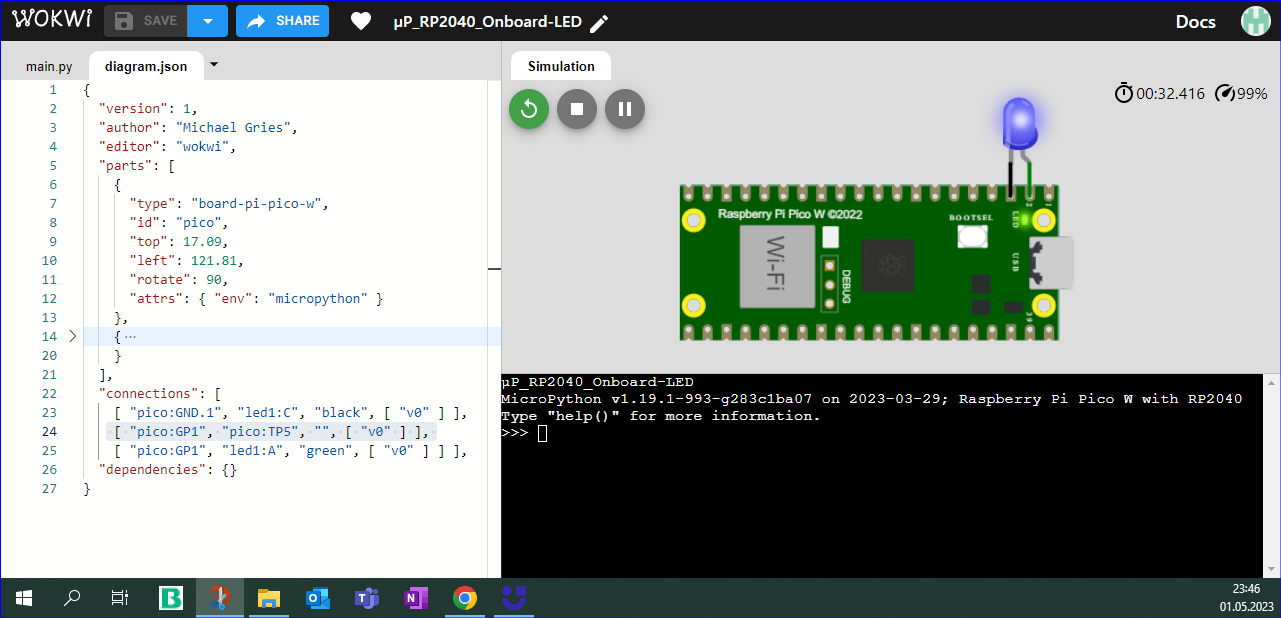 WOKWI SAVE SHARE µP_RP2040_Onboard-LED Docs
main.py diagram.json
1 {
2 "version": 1,
3 "author": "Michael Gries",
4 "editor": "wokwi",
5 "parts": [
6 {
7 "type": "board-pi-pico-w",
8 "id": "pico",
9 "top": 17.09,
10 "left": 121.81,
11 "rotate": 90,
12 "attrs": { "env": "micropython" }
13 },
14 { ···
20 }
21 ],
22 "connections": [
23 [ "pico:GND.1", "led1:C", "black", [ "v0" ] ],
24 [ "pico:GP1", "pico:TP5", "", [ "v0" ] ],
25 [ "pico:GP1", "led1:A", "green", [ "v0" ] ] ],
26 "dependencies": {}
27 }
Simulation
00:32.416 99%
Raspberry Pi Pico W ©2022
BOOTSEL
LED
2
1
USB
Wi-Fi
DEBUG
39
µP_RP2040_Onboard-LED
MicroPython v1.19.1-993-g283c1ba07 on 2023-03-29; Raspberry Pi Pico W with RP2040
Type "help()" for more information.
>>>
23:46
01.05.2023